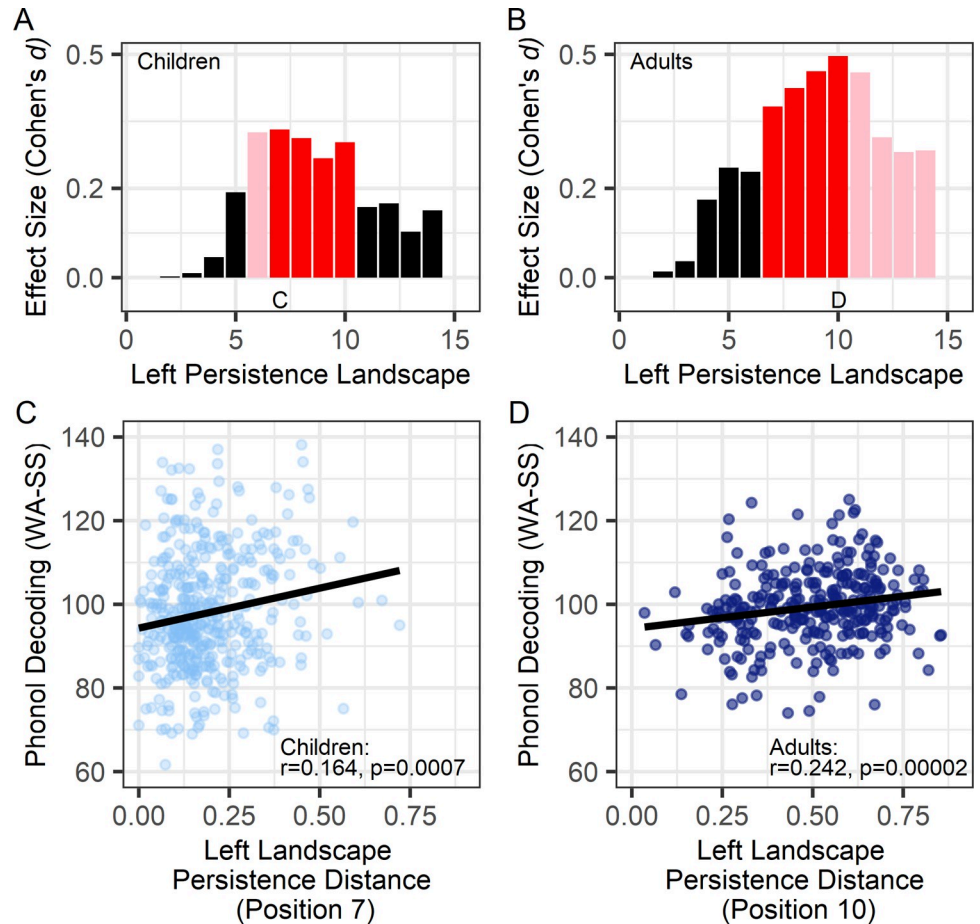 A
Children
Effect Size (Cohen's d)
0.5
0.2
0.0
C
0
5
10
15
Left Persistence Landscape
B
Adults
Effect Size (Cohen's d)
0.5
0.2
0.0
D
0
5
10
15
Left Persistence Landscape
C
Phonol Decoding (WA-SS)
140
120
100
80
60
Children:
r=0.164, p=0.0007
0.00
0.25
0.50
0.75
Left Landscape
Persistence Distance
(Position 7)
D
Phonol Decoding (WA-SS)
140
120
100
80
60
Adults:
r=0.242, p=0.00002
0.00
0.25
0.50
0.75
Left Landscape
Persistence Distance
(Position 10)